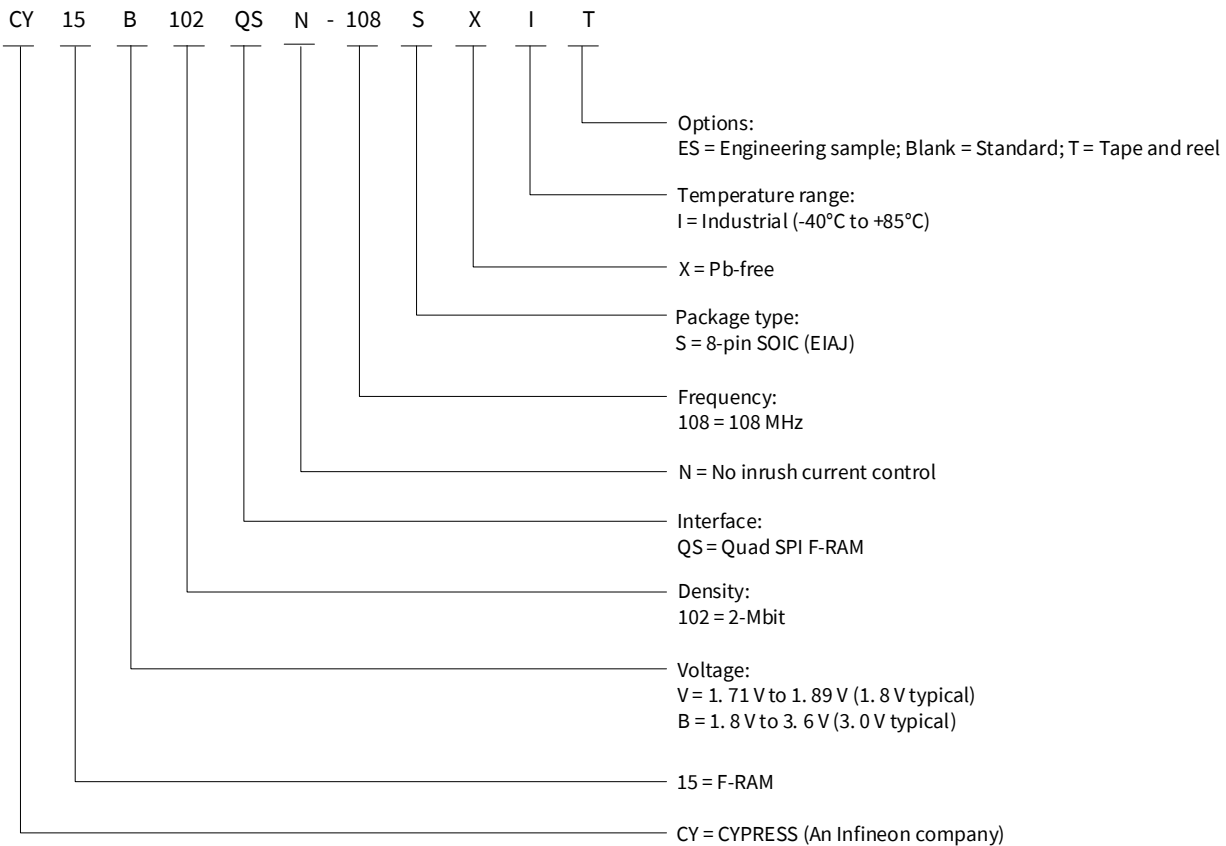 CY 15 B 102 QS N - 108 S X I T
Options:
ES = Engineering sample; Blank = Standard; T = Tape and reel
Temperature range:
I = Industrial (-40°C to +85°C)
X = Pb-free
Package type:
S = 8-pin SOIC (EIAJ)
Frequency:
108 = 108 MHz
N = No inrush current control
Interface:
QS = Quad SPI F-RAM
Density:
102 = 2-Mbit
Voltage:
V = 1. 71 V to 1. 89 V (1. 8 V typical)
B = 1. 8 V to 3. 6 V (3. 0 V typical)
15 = F-RAM
CY = CYPRESS (An Infineon company)